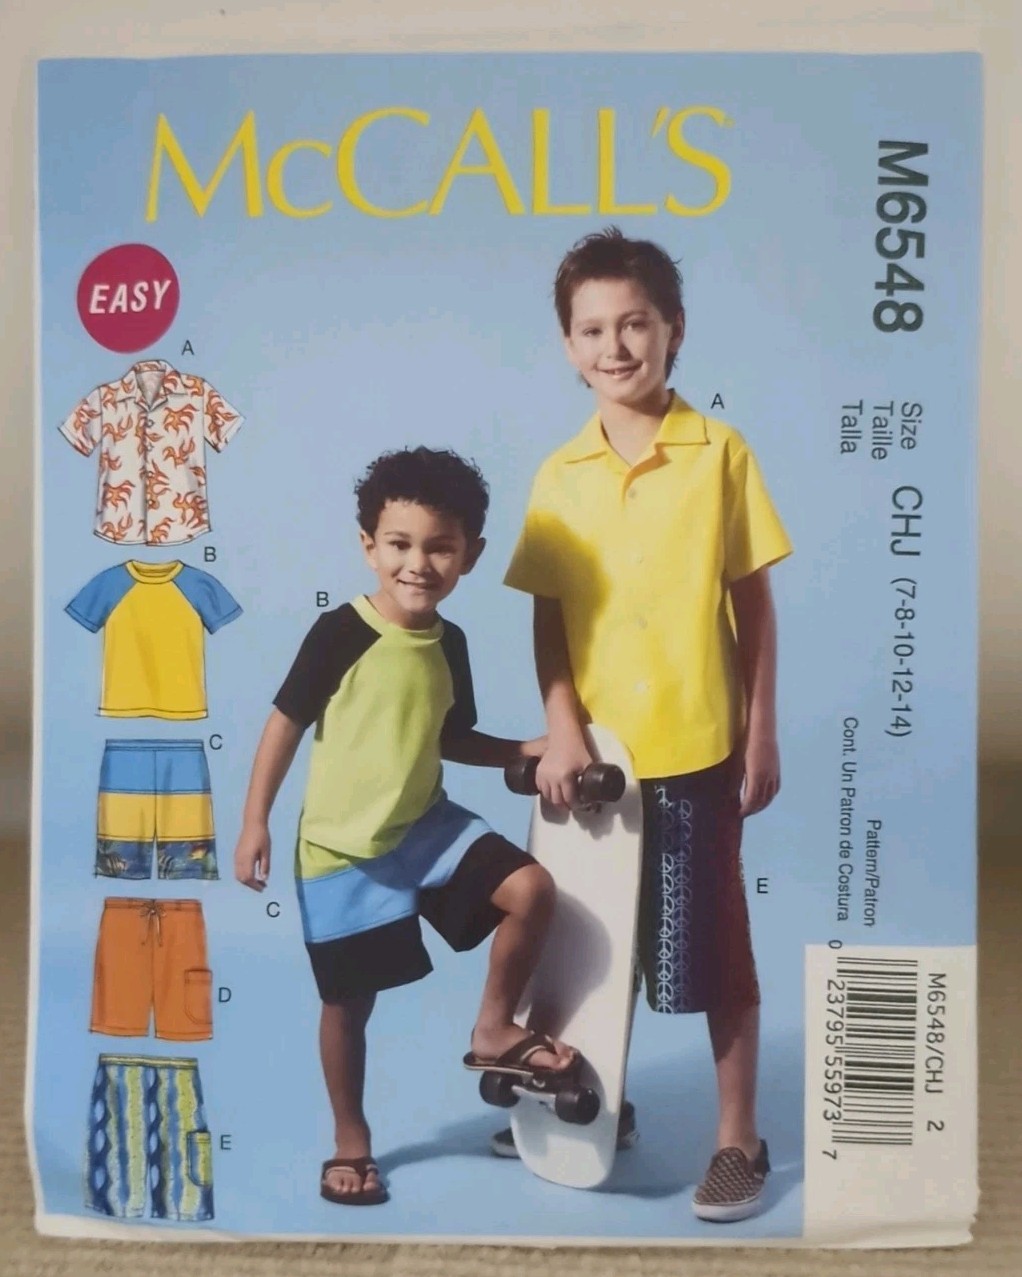 McCALL'S
EASY
A
B
C
D
E
A
B
C
E
M6548
Size
Taille
Talla
CHJ (7-8-10-12-14)
Pattern/Patron
Cont. Un Patron de Costura
M6548/CHJ 2
0 23795 55973 7